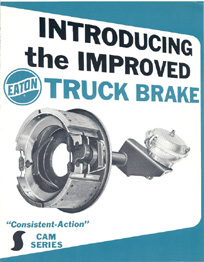 INTRODUCING
the IMPROVED
EATON TRUCK BRAKE
"Consistent-Action"
S CAM
SERIES